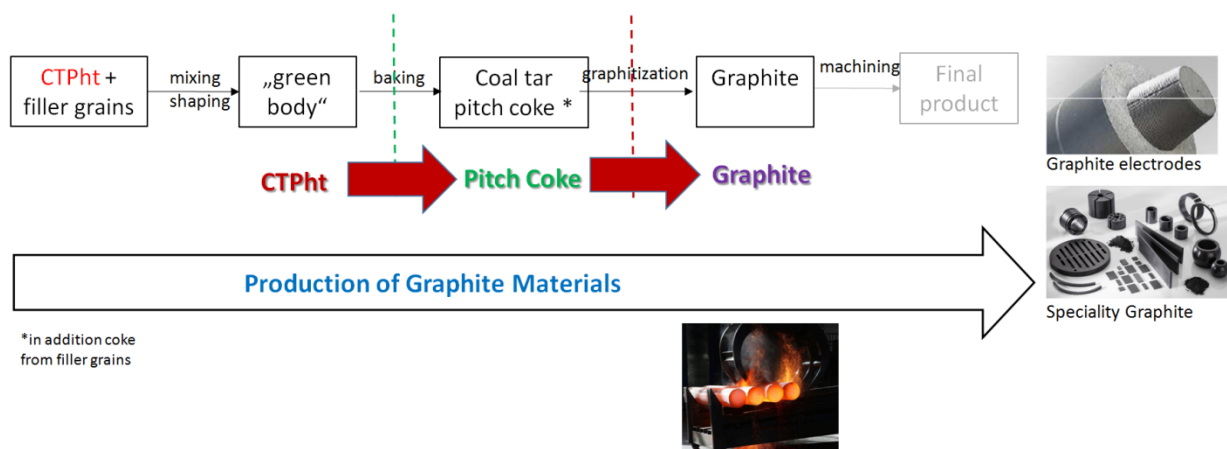 CTPht +
filler grains
mixing
shaping
„green
body“
baking
Coal tar
pitch coke *
graphitization
Graphite
machining
Final
product
CTPht
Pitch Coke
Graphite
Graphite electrodes
Production of Graphite Materials
Speciality Graphite
*in addition coke
from filler grains